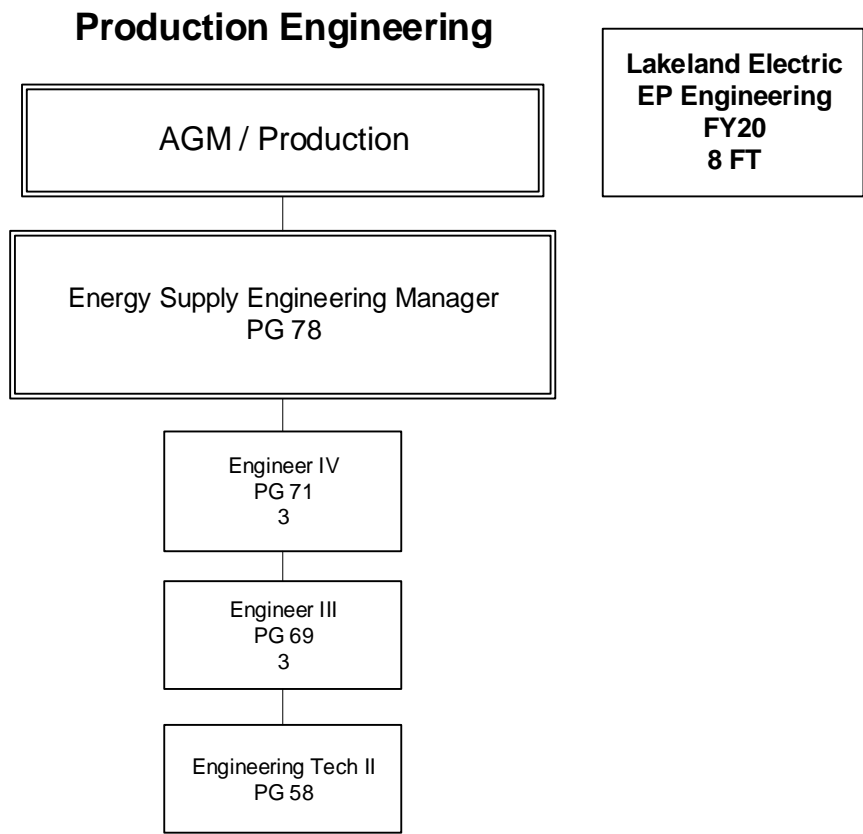 Production Engineering
Lakeland Electric
EP Engineering
FY20
8 FT
AGM / Production
Energy Supply Engineering Manager
PG 78
Engineer IV
PG 71
3
Engineer III
PG 69
3
Engineering Tech II
PG 58